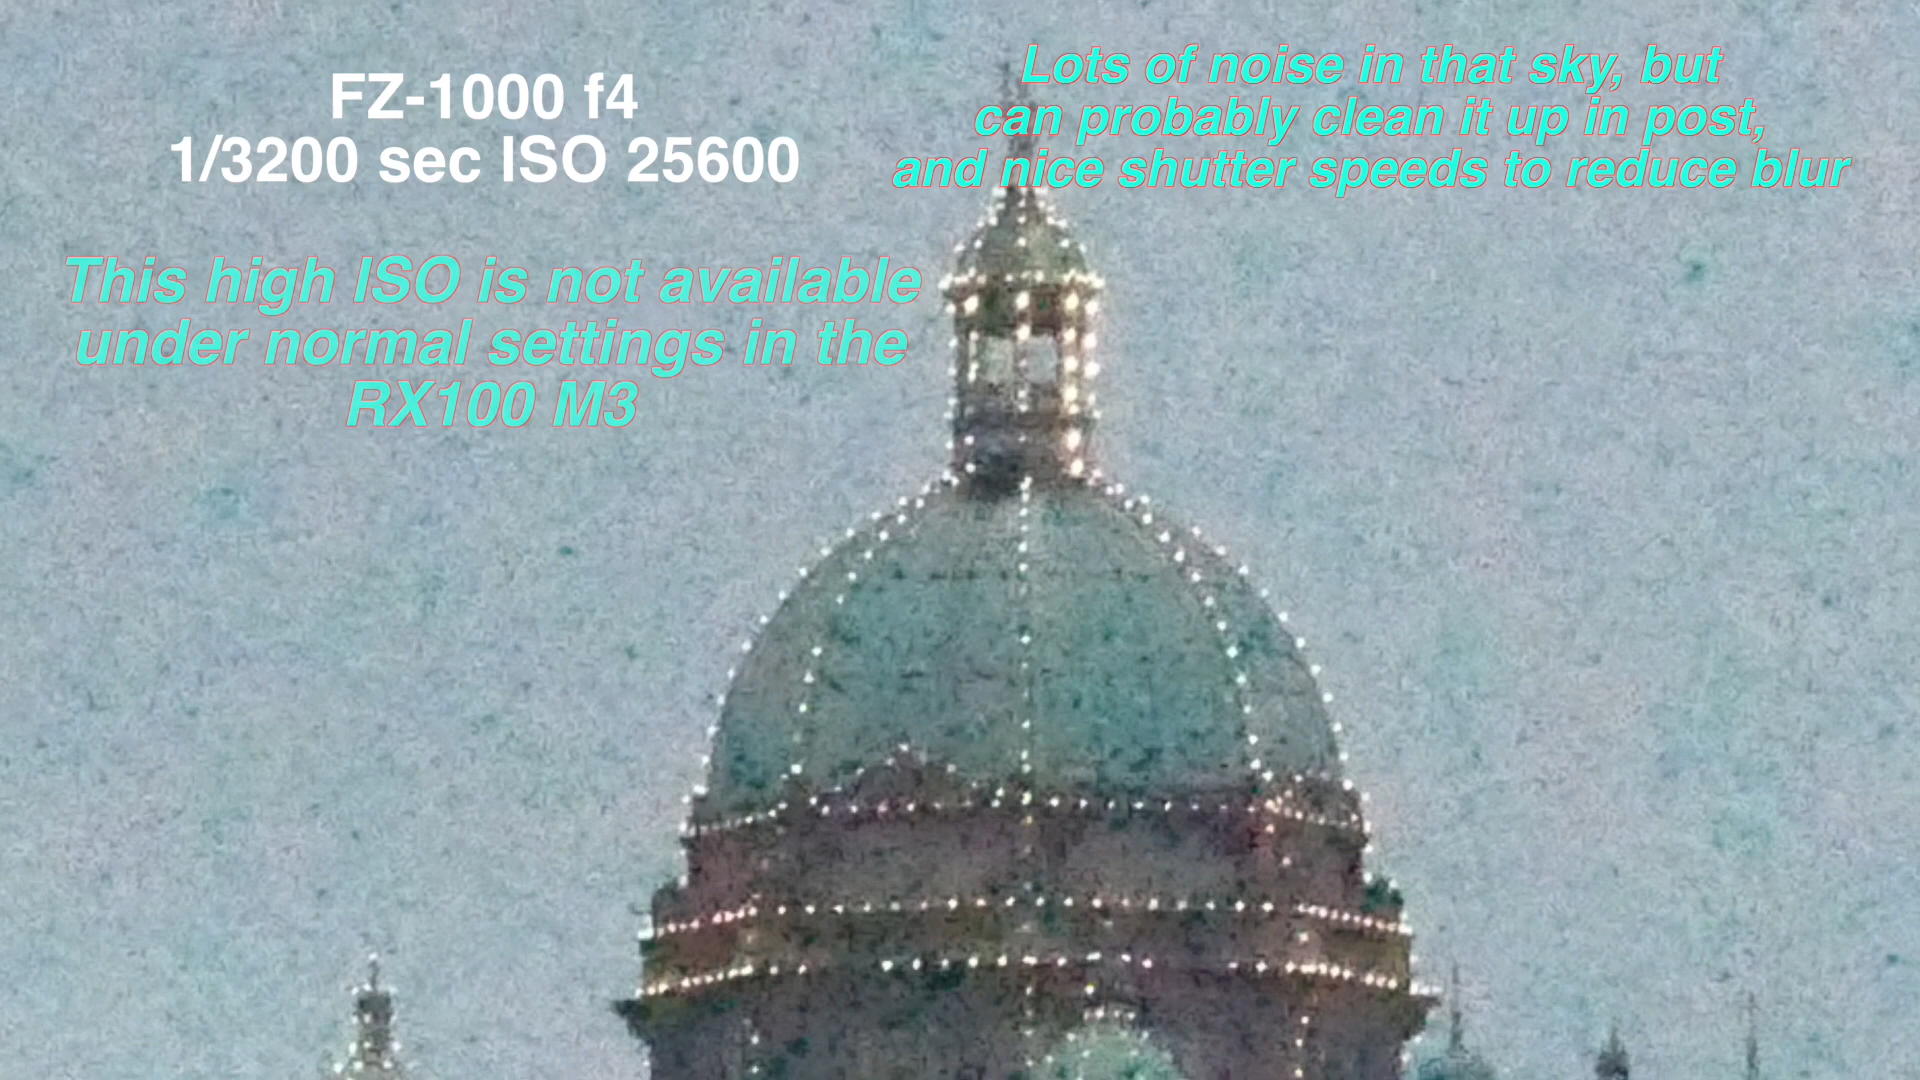 FZ-1000 f4
1/3200 sec ISO 25600
Lots of noise in that sky, but
can probably clean it up in post,
and nice shutter speeds to reduce blur
This high ISO is not available
under normal settings in the
RX100 M3